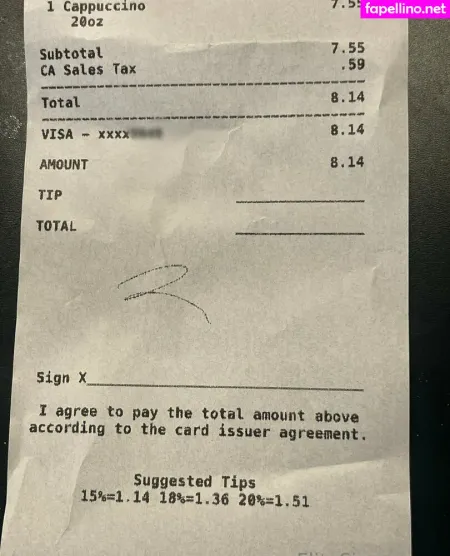 fapellino.net
1 Cappuccino 7.55
20oz
Subtotal 7.55
CA Sales Tax .59
Total 8.14
VISA - xxxx 8.14
AMOUNT 8.14
TIP
TOTAL
Sign X
I agree to pay the total amount above
according to the card issuer agreement.
Suggested Tips
15%=1.14 18%=1.36 20%=1.51